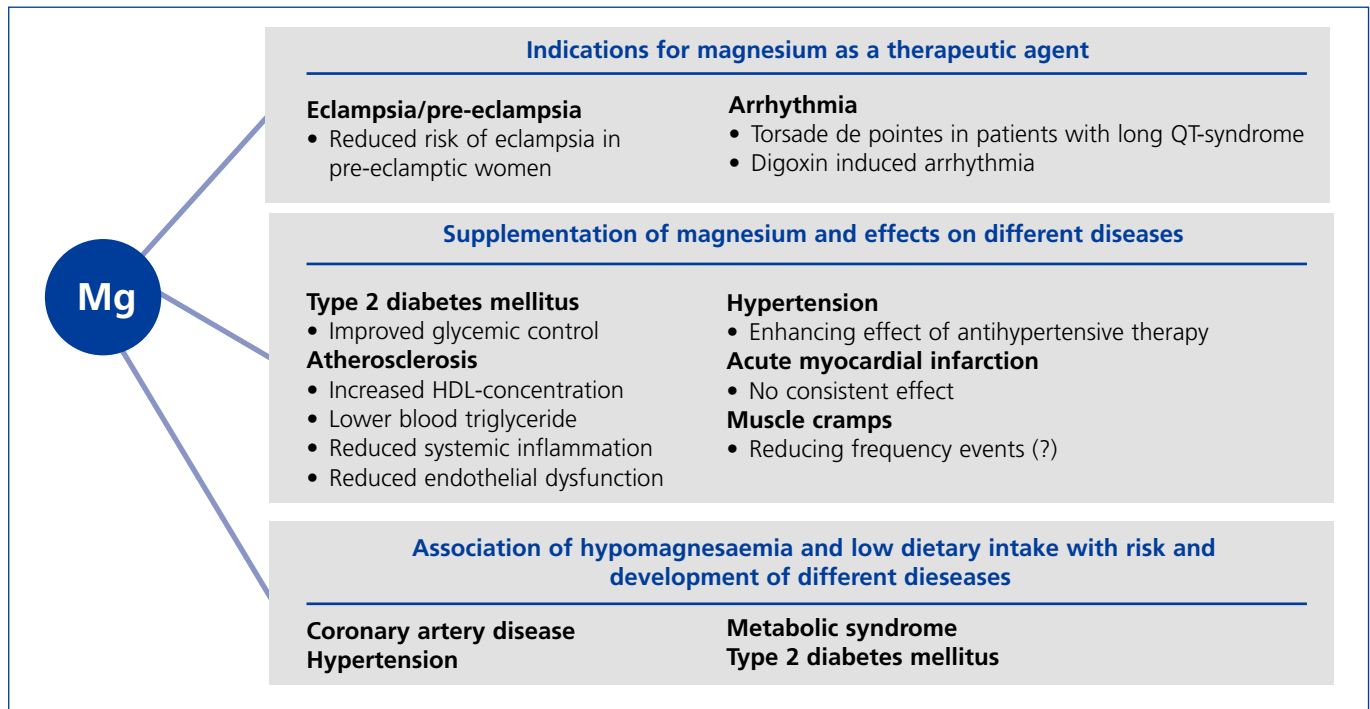 Mg
Indications for magnesium as a therapeutic agent
Eclampsia/pre-eclampsia
• Reduced risk of eclampsia in
pre-eclamptic women
Arrhythmia
• Torsade de pointes in patients with long QT-syndrome
• Digoxin induced arrhythmia
Supplementation of magnesium and effects on different diseases
Type 2 diabetes mellitus
• Improved glycemic control
Atherosclerosis
• Increased HDL-concentration
• Lower blood triglyceride
• Reduced systemic inflammation
• Reduced endothelial dysfunction
Hypertension
• Enhancing effect of antihypertensive therapy
Acute myocardial infarction
• No consistent effect
Muscle cramps
• Reducing frequency events (?)
Association of hypomagnesaemia and low dietary intake with risk and
development of different dieseases
Coronary artery disease
Hypertension
Metabolic syndrome
Type 2 diabetes mellitus